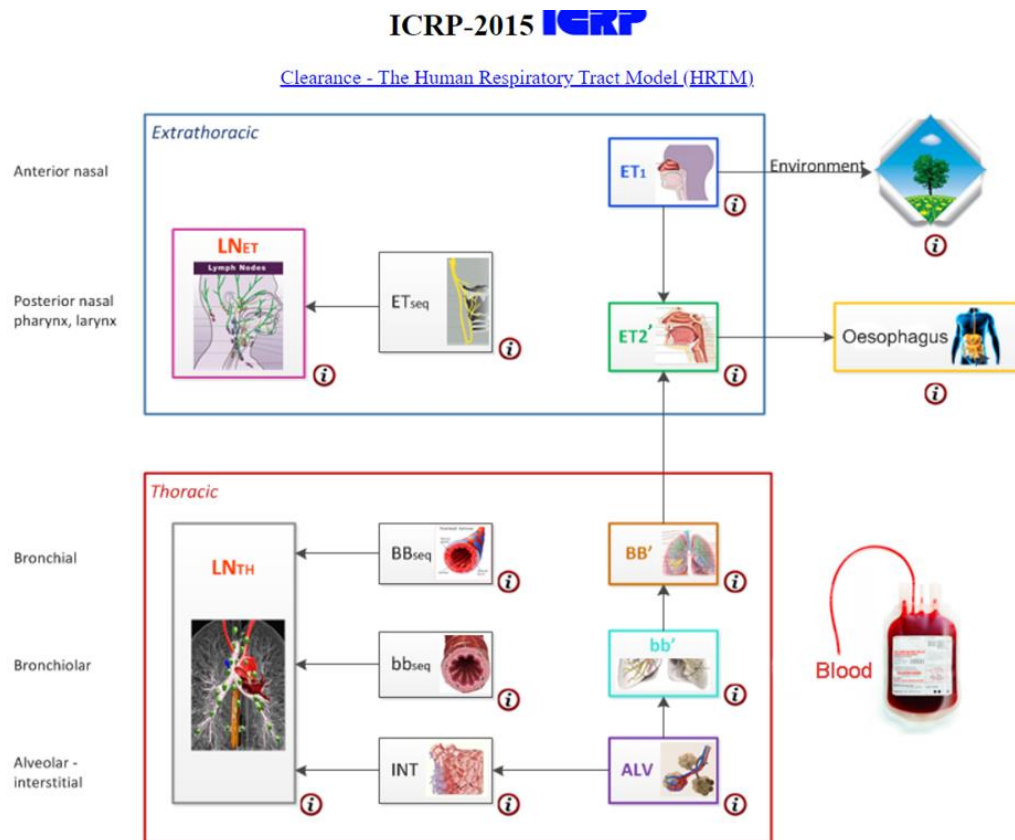 ICRP-2015 ICRP
Clearance - The Human Respiratory Tract Model (HRTM)
Extrathoracic
Anterior nasal
ET1
Environment
LNET
Lymph Nodes
Posterior nasal
pharynx, larynx
ETseq
ET2'
Oesophagus
Thoracic
Bronchial
LNTH
BBseq
BB'
Bronchiolar
bbseq
bb'
Blood
Alveolar -
interstitial
INT
ALV